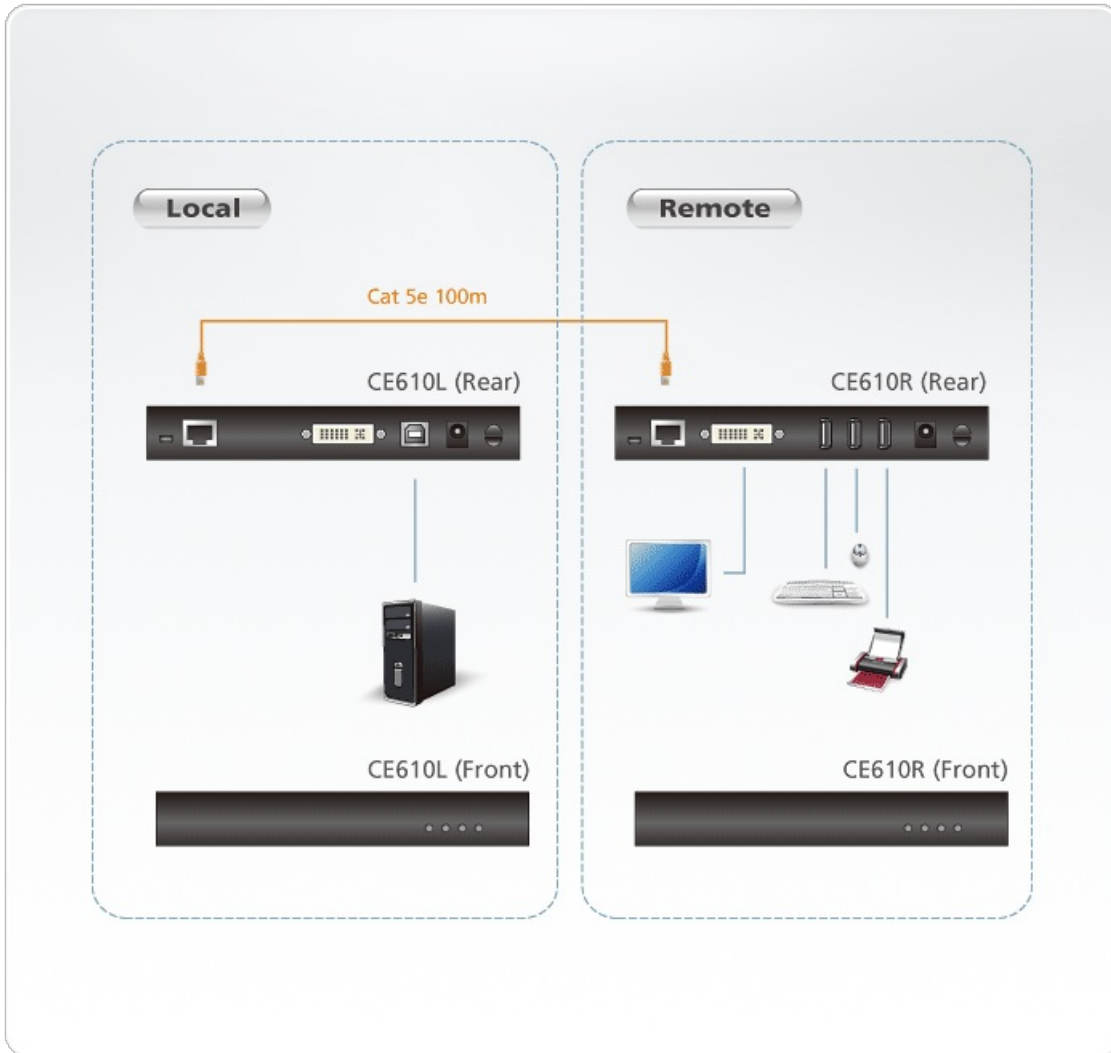 Local
Remote
Cat 5e 100m
CE610L (Rear)
CE610R (Rear)
CE610L (Front)
CE610R (Front)